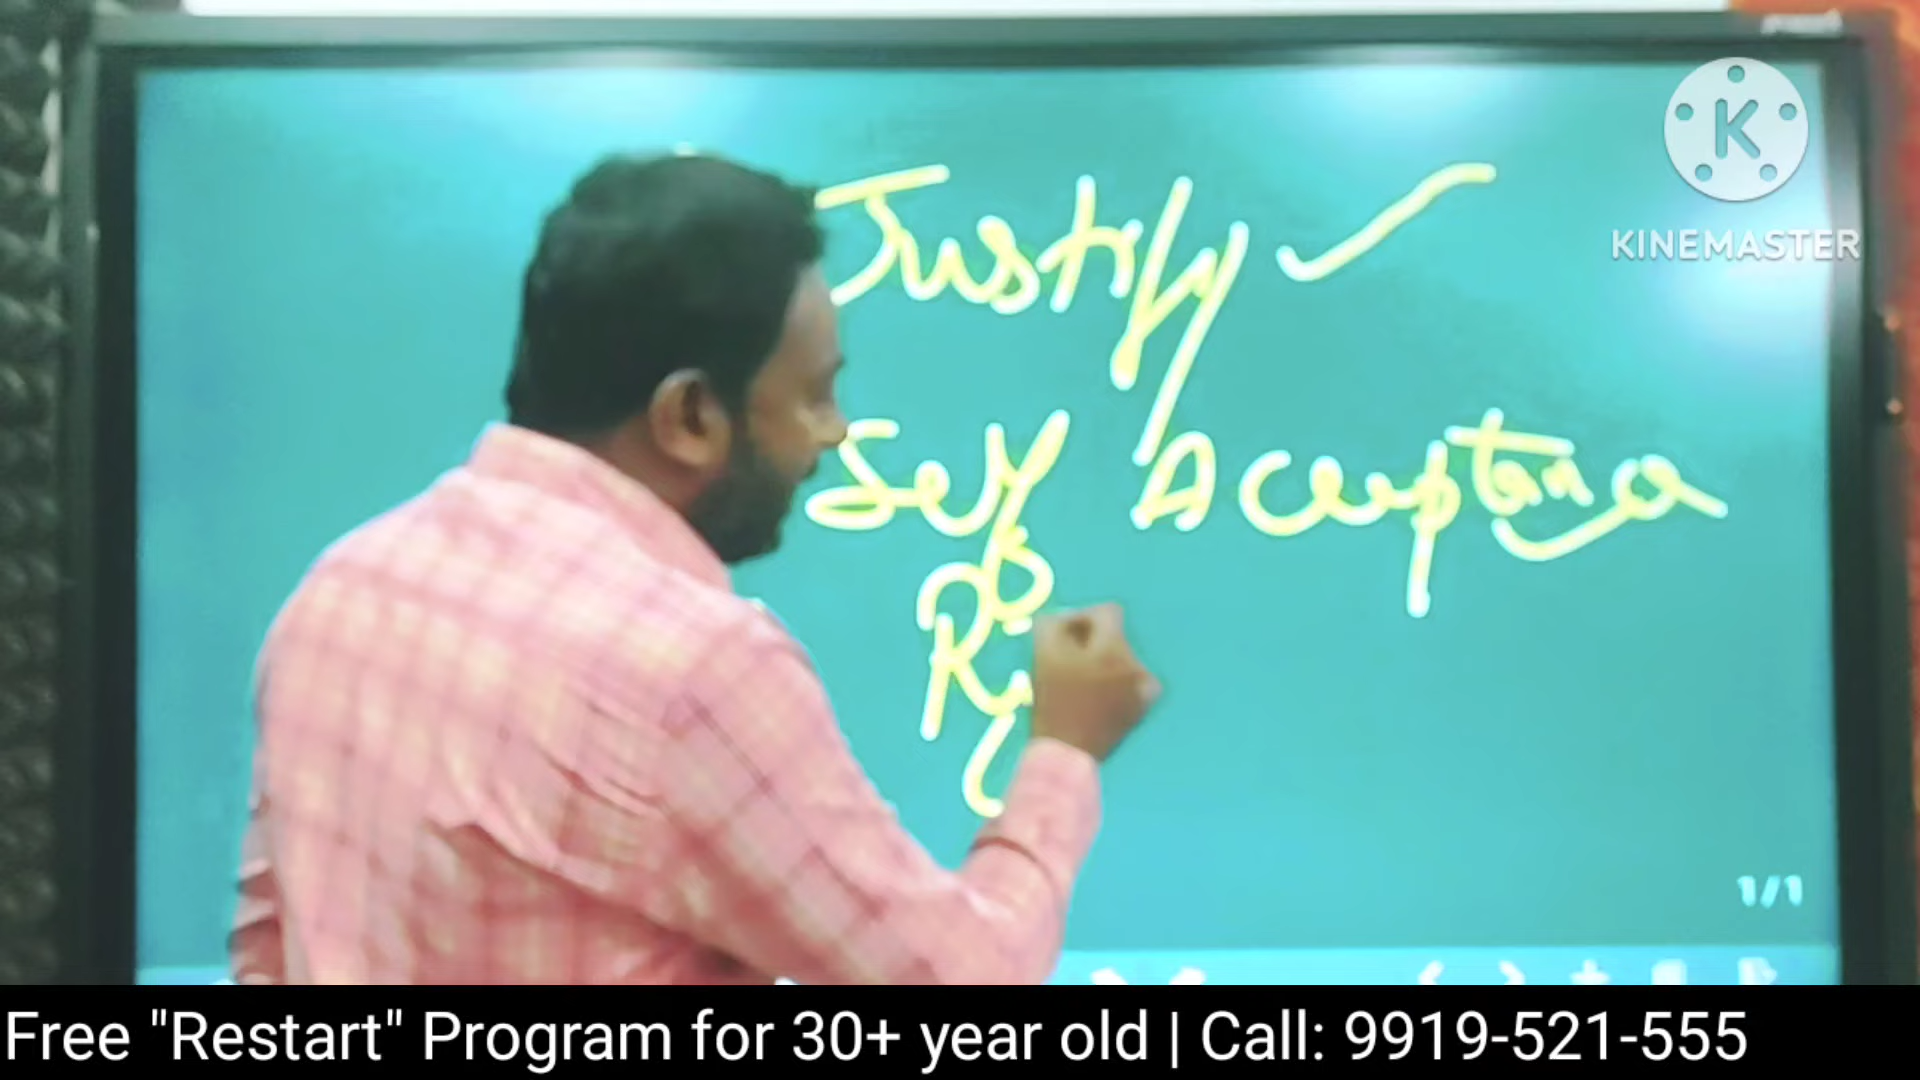 Justify ✓
K
KINEMASTER
Self Acceptance
1/1
Free "Restart" Program for 30+ year old | Call: 9919-521-555